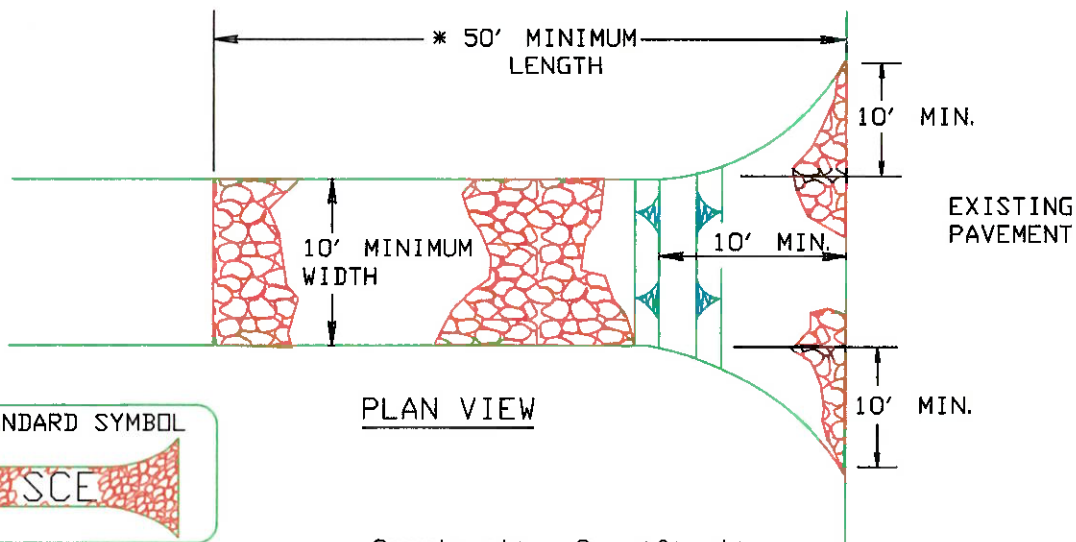 * 50' MINIMUM
LENGTH
10' MIN.
EXISTING
PAVEMENT
10' MINIMUM
WIDTH
10' MIN.
10' MIN.
PLAN VIEW
NDARD SYMBOL
SCE